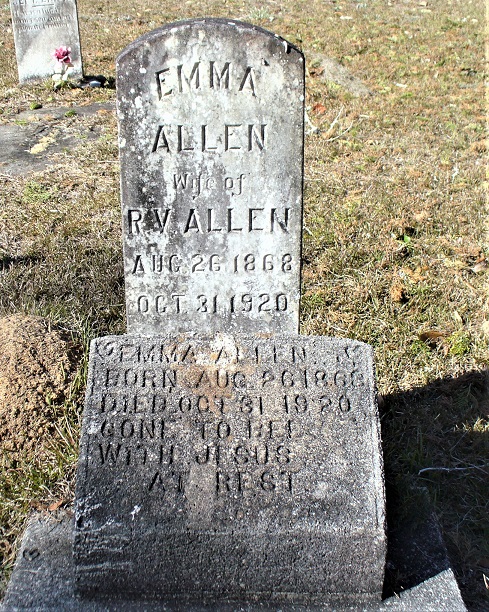 EMMA
ALLEN
Wife of
R.V. ALLEN
AUG 26 1868
OCT. 31 1920
EMMA ALLEN
BORN AUG 26 1868
DIED OCT 31 1920
GONE TO BEE
WITH JESUS
AT REST